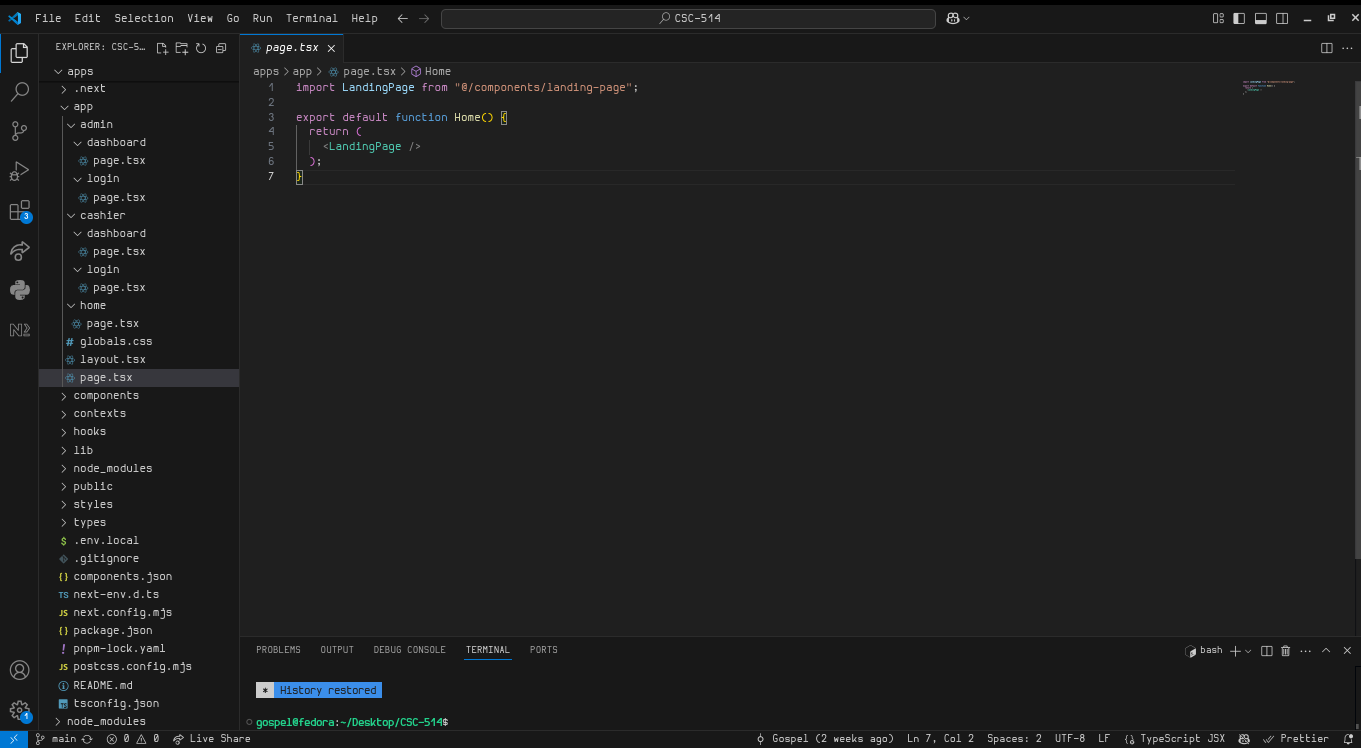 File Edit Selection View Go Run Terminal Help
CSC-514
EXPLORER: CSC-5...
page.tsx
apps
.next
app
admin
dashboard
page.tsx
login
page.tsx
cashier
dashboard
page.tsx
login
page.tsx
home
page.tsx
# globals.css
layout.tsx
page.tsx
components
contexts
hooks
lib
node_modules
public
styles
types
$ .env.local
.gitignore
{} components.json
TS next-env.d.ts
JS next.config.mjs
{} package.json
! pnpm-lock.yaml
JS postcss.config.mjs
README.md
tsconfig.json
node_modules
3
1
apps > app > page.tsx > Home
1 import LandingPage from "@/components/landing-page";
2
3 export default function Home() {
4 return (
5 <LandingPage />
6 );
7 }
PROBLEMS OUTPUT DEBUG CONSOLE TERMINAL PORTS
bash
* History restored
gospel@fedora:~/Desktop/CSC-514$
main 0 0 Live Share
Gospel (2 weeks ago) Ln 7, Col 2 Spaces: 2 UTF-8 LF {} TypeScript JSX Prettier